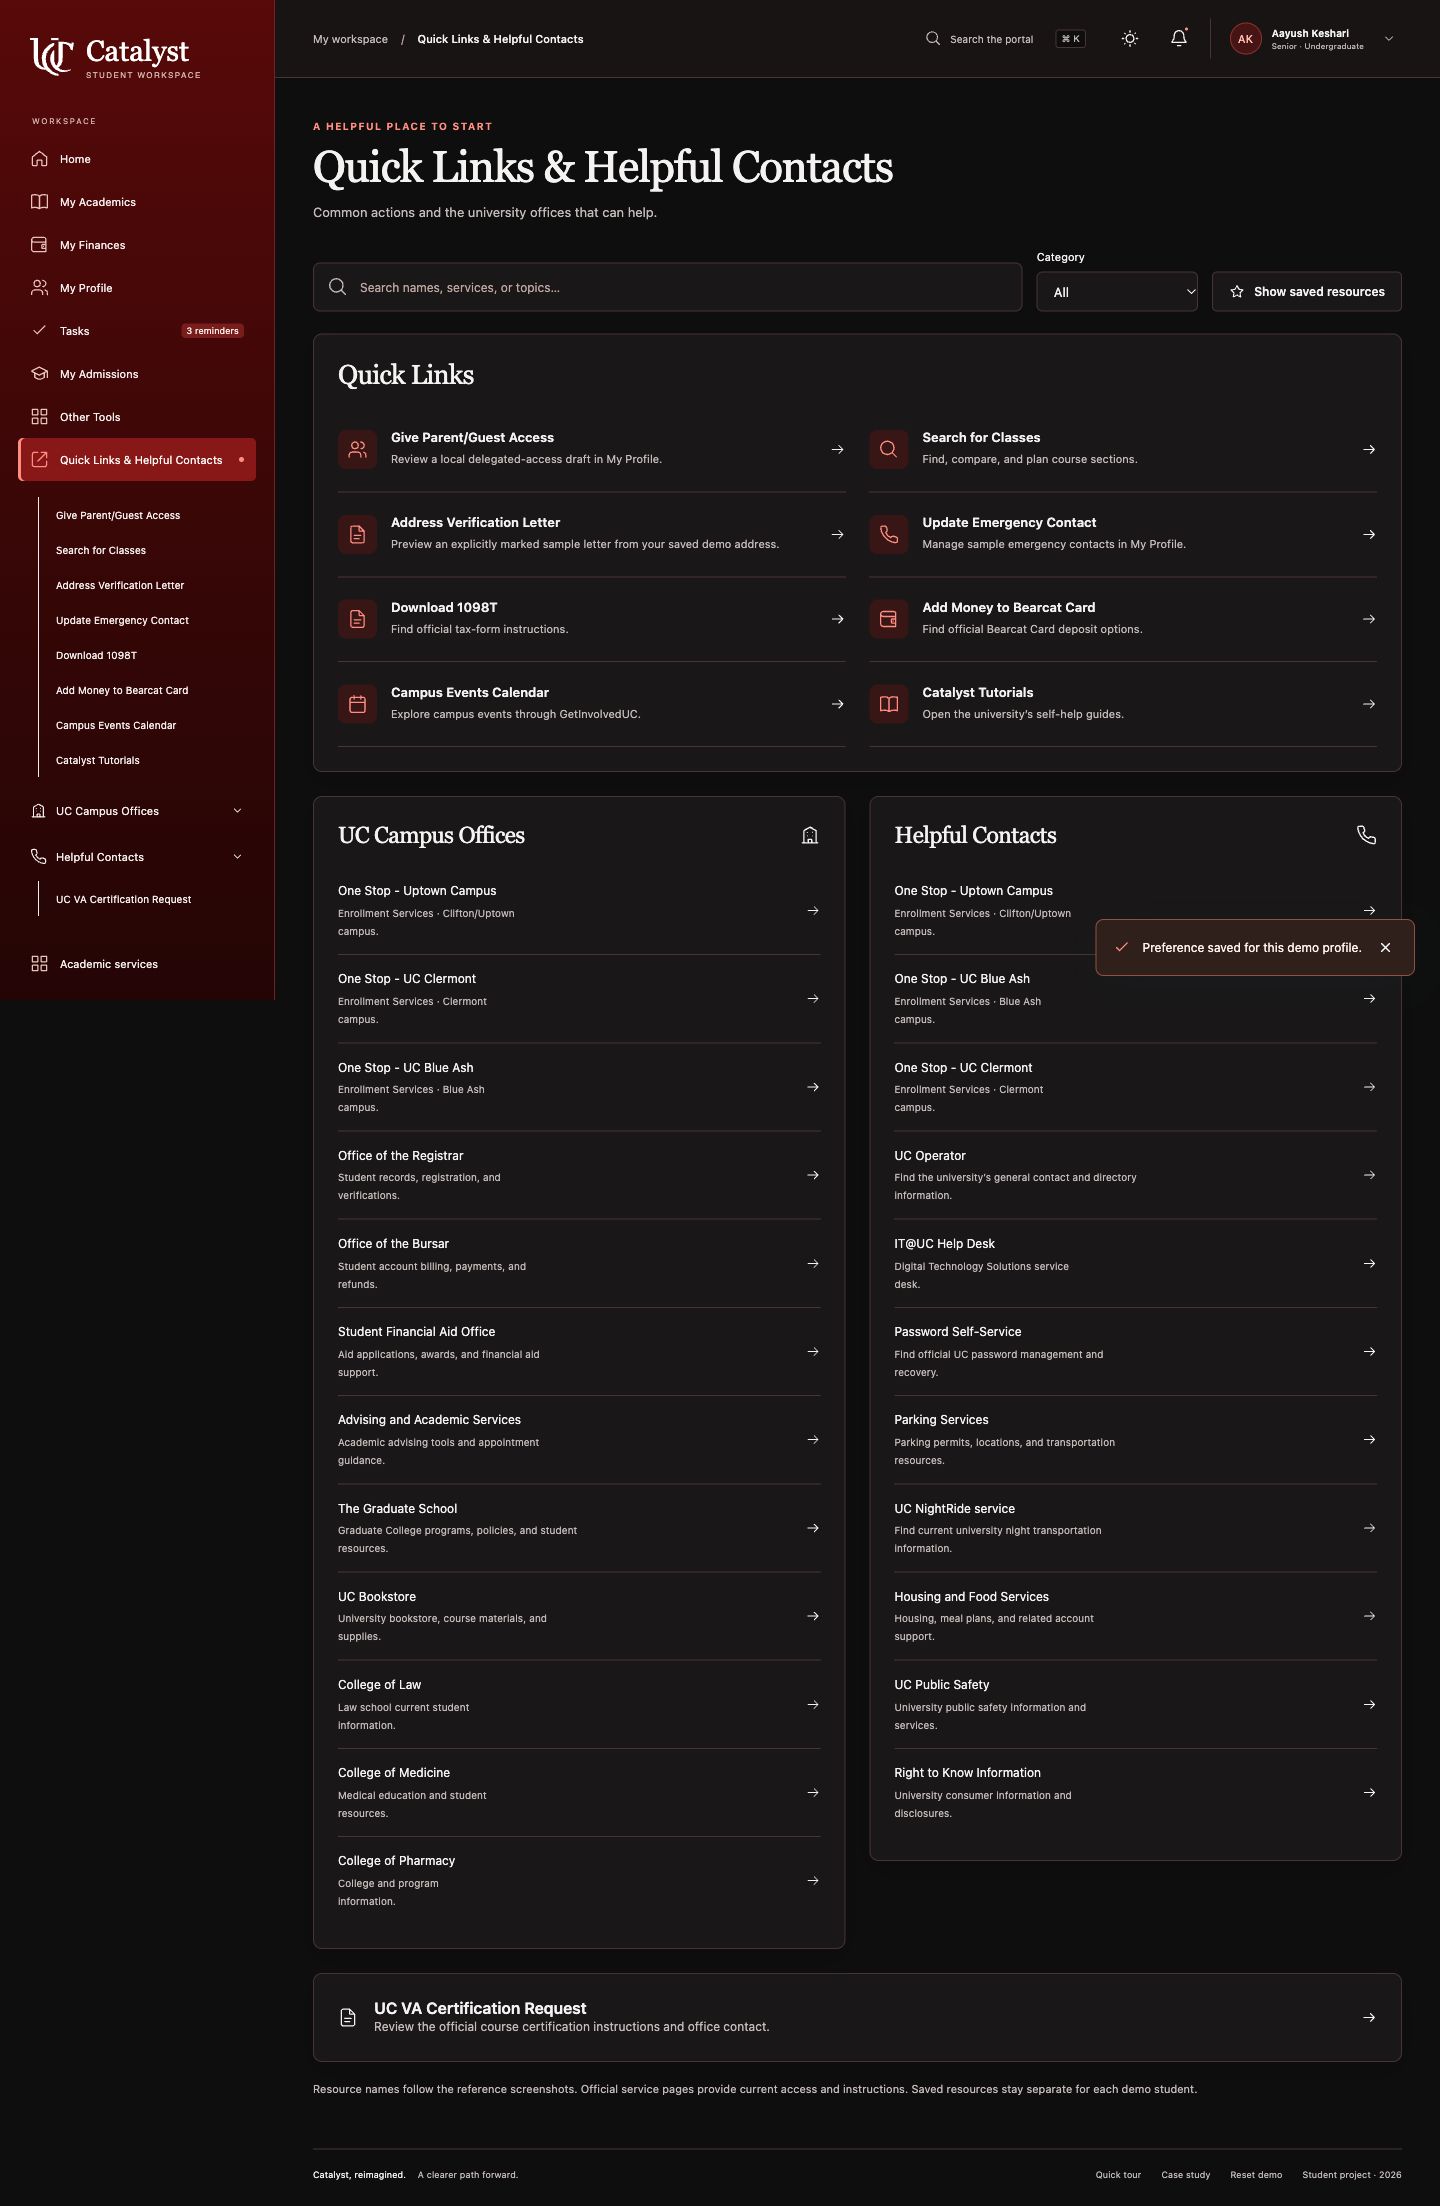 UC Catalyst
STUDENT WORKSPACE
WORKSPACE
Home
My Academics
My Finances
My Profile
Tasks
3 reminders
My Admissions
Other Tools
Quick Links & Helpful Contacts
Give Parent/Guest Access
Search for Classes
Address Verification Letter
Update Emergency Contact
Download 1098T
Add Money to Bearcat Card
Campus Events Calendar
Catalyst Tutorials
UC Campus Offices
Helpful Contacts
UC VA Certification Request
Academic services
My workspace / Quick Links & Helpful Contacts
Search the portal
⌘ K
AK
Aayush Keshari
Senior · Undergraduate
A HELPFUL PLACE TO START
Quick Links & Helpful Contacts
Common actions and the university offices that can help.
Search names, services, or topics...
Category
All
Show saved resources
Quick Links
Give Parent/Guest Access
Review a local delegated-access draft in My Profile.
Search for Classes
Find, compare, and plan course sections.
Address Verification Letter
Preview an explicitly marked sample letter from your saved demo address.
Update Emergency Contact
Manage sample emergency contacts in My Profile.
Download 1098T
Find official tax-form instructions.
Add Money to Bearcat Card
Find official Bearcat Card deposit options.
Campus Events Calendar
Explore campus events through GetInvolvedUC.
Catalyst Tutorials
Open the university's self-help guides.
UC Campus Offices
One Stop - Uptown Campus
Enrollment Services · Clifton/Uptown
campus.
One Stop - UC Clermont
Enrollment Services · Clermont
campus.
One Stop - UC Blue Ash
Enrollment Services · Blue Ash
campus.
Office of the Registrar
Student records, registration, and
verifications.
Office of the Bursar
Student account billing, payments, and
refunds.
Student Financial Aid Office
Aid applications, awards, and financial aid
support.
Advising and Academic Services
Academic advising tools and appointment
guidance.
The Graduate School
Graduate College programs, policies, and student
resources.
UC Bookstore
University bookstore, course materials, and
supplies.
College of Law
Law school current student
information.
College of Medicine
Medical education and student
resources.
College of Pharmacy
College and program
information.
Helpful Contacts
One Stop - Uptown Campus
Enrollment Services · Clifton/Uptown
campus.
Preference saved for this demo profile.
One Stop - UC Blue Ash
Enrollment Services · Blue Ash
campus.
One Stop - UC Clermont
Enrollment Services · Clermont
campus.
UC Operator
Find the university's general contact and directory
information.
IT@UC Help Desk
Digital Technology Solutions service
desk.
Password Self-Service
Find official UC password management and
recovery.
Parking Services
Parking permits, locations, and transportation
resources.
UC NightRide service
Find current university night transportation
information.
Housing and Food Services
Housing, meal plans, and related account
support.
UC Public Safety
University public safety information and
services.
Right to Know Information
University consumer information and
disclosures.
UC VA Certification Request
Review the official course certification instructions and office contact.
Resource names follow the reference screenshots. Official service pages provide current access and instructions. Saved resources stay separate for each demo student.
Catalyst, reimagined. A clearer path forward.
Quick tour
Case study
Reset demo
Student project · 2026